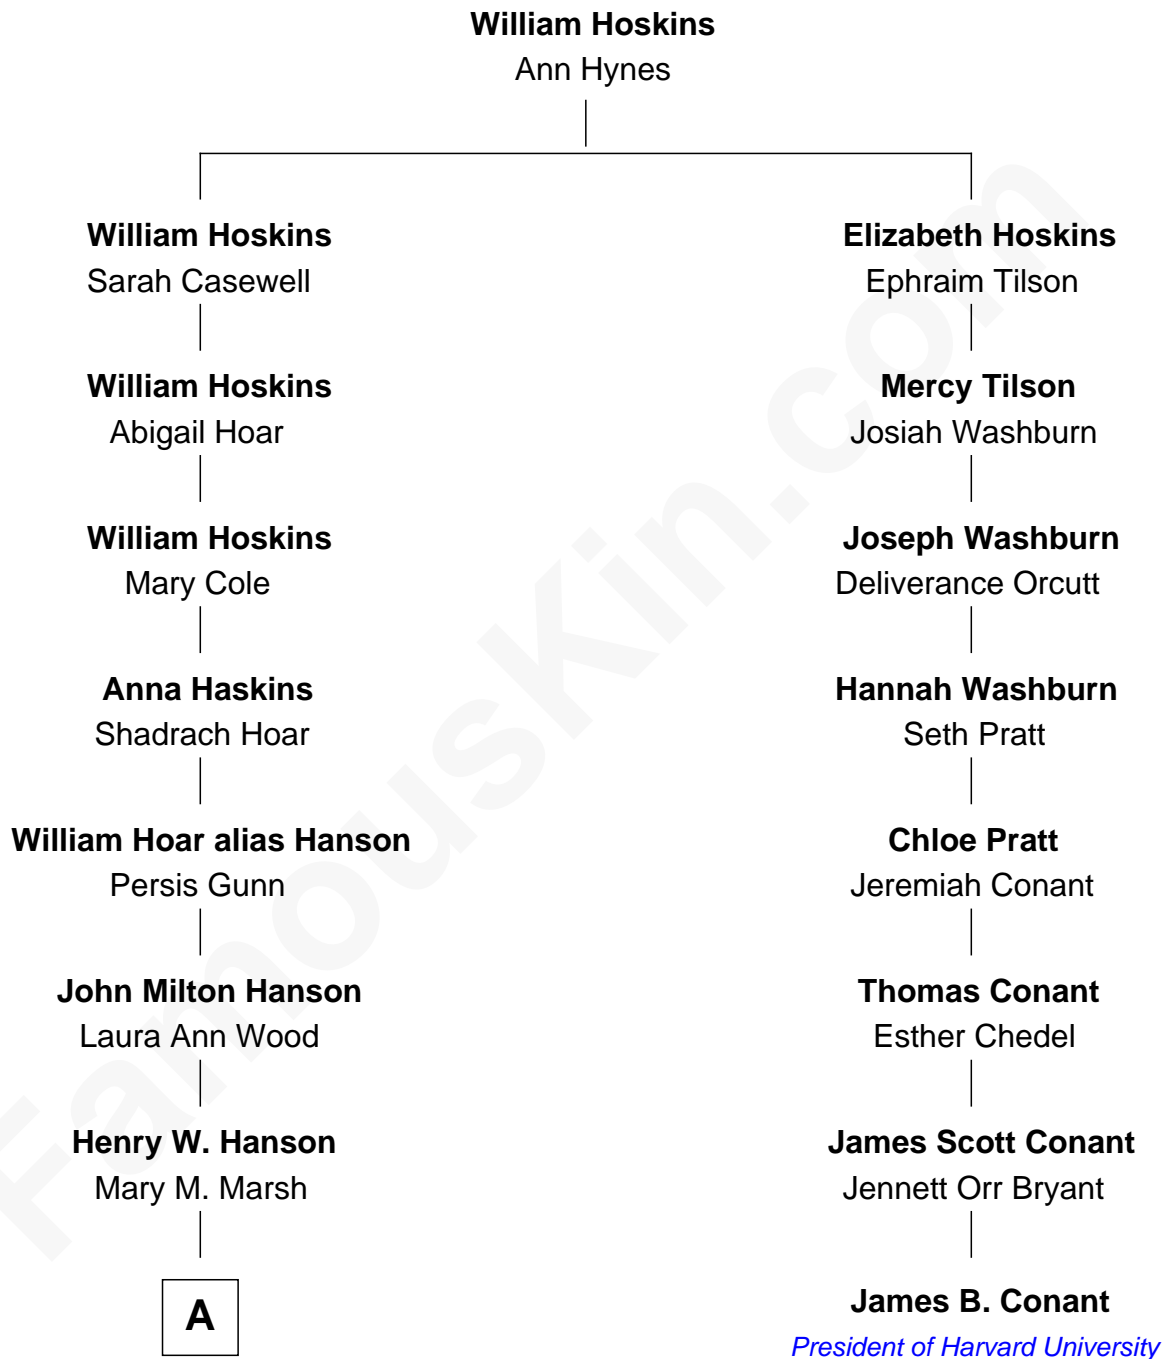 William Hoskins
Ann Hynes
William Hoskins
Sarah Casewell
Elizabeth Hoskins
Ephraim Tilson
William Hoskins
Abigail Hoar
Mercy Tilson
Josiah Washburn
William Hoskins
Mary Cole
Joseph Washburn
Deliverance Orcutt
Anna Haskins
Shadrach Hoar
Hannah Washburn
Seth Pratt
William Hoar alias Hanson
Persis Gunn
Chloe Pratt
Jeremiah Conant
John Milton Hanson
Laura Ann Wood
Thomas Conant
Esther Chedel
Henry W. Hanson
Mary M. Marsh
James Scott Conant
Jennett Orr Bryant
A
James B. Conant
President of Harvard University
FamousKin.com